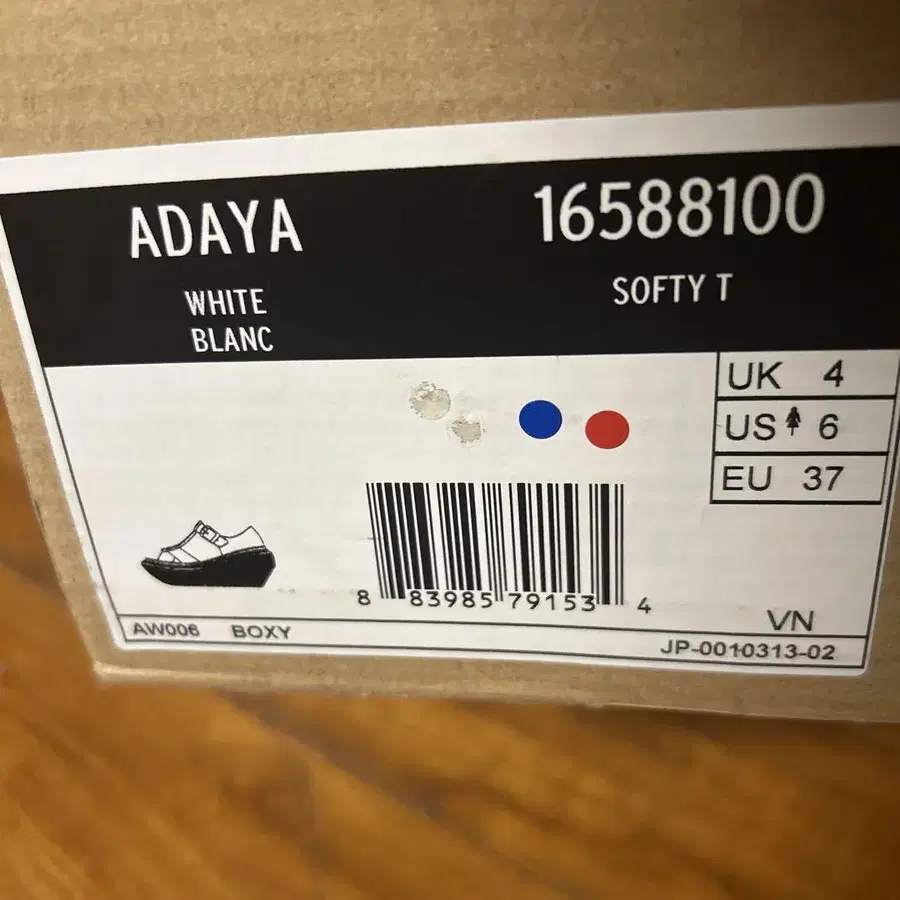 ADAYA
16588100
WHITE
BLANC
SOFTY T
UK 4
US 6
EU 37
8 83985 79153 4
VN
AW006 BOXY
JP-0010313-02